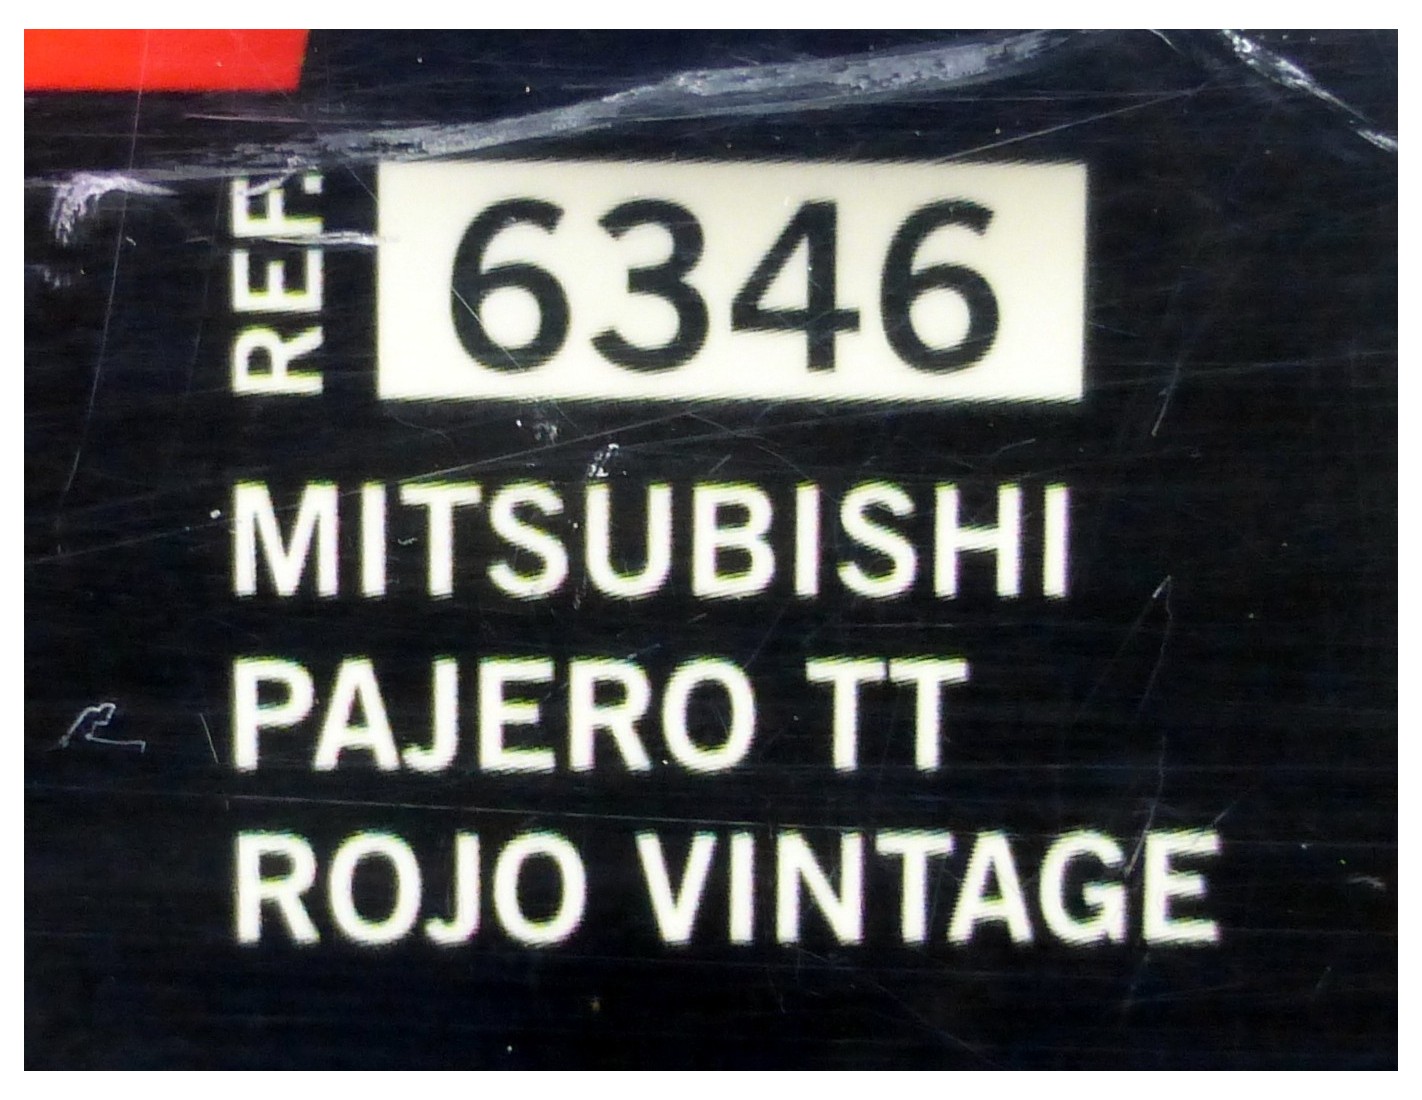 REF. 6346
MITSUBISHI
PAJERO TT
ROJO VINTAGE